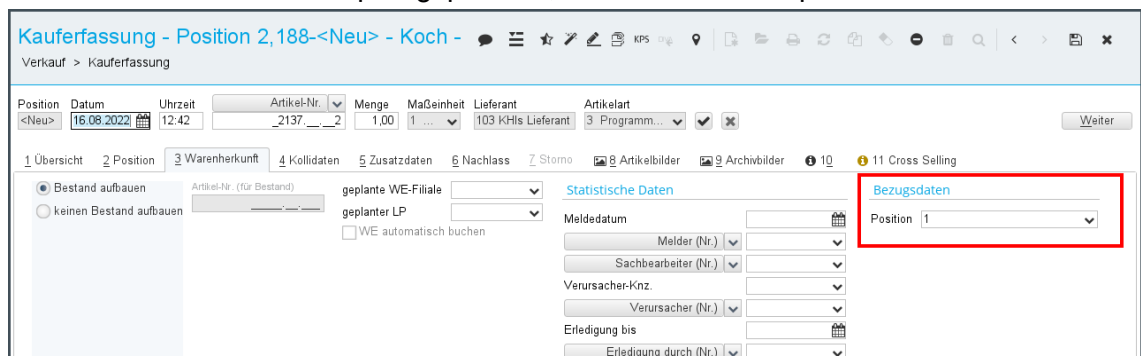 Kauferfassung - Position 2,188-<Neu> - Koch - KPS
Verkauf > Kauferfassung
Position Datum Uhrzeit Artikel-Nr. Menge Maßeinheit Lieferant Artikelart
<Neu> 16.08.2022 12:42 _2137.__.__2 1,00 1 ... 103 KHIs Lieferant 3 Programm... Weiter
1 Übersicht 2 Position 3 Warenherkunft 4 Kollidaten 5 Zusatzdaten 6 Nachlass 7 Storno 8 Artikelbilder 9 Archivbilder 10 11 Cross Selling
Bestand aufbauen Artikel-Nr. (für Bestand) geplante WE-Filiale Statistische Daten Bezugsdaten
keinen Bestand aufbauen geplanter LP Meldedatum Position 1
WE automatisch buchen
Melder (Nr.)
Sachbearbeiter (Nr.)
Verursacher-Knz.
Verursacher (Nr.)
Erledigung bis
Erledigung durch (Nr.)